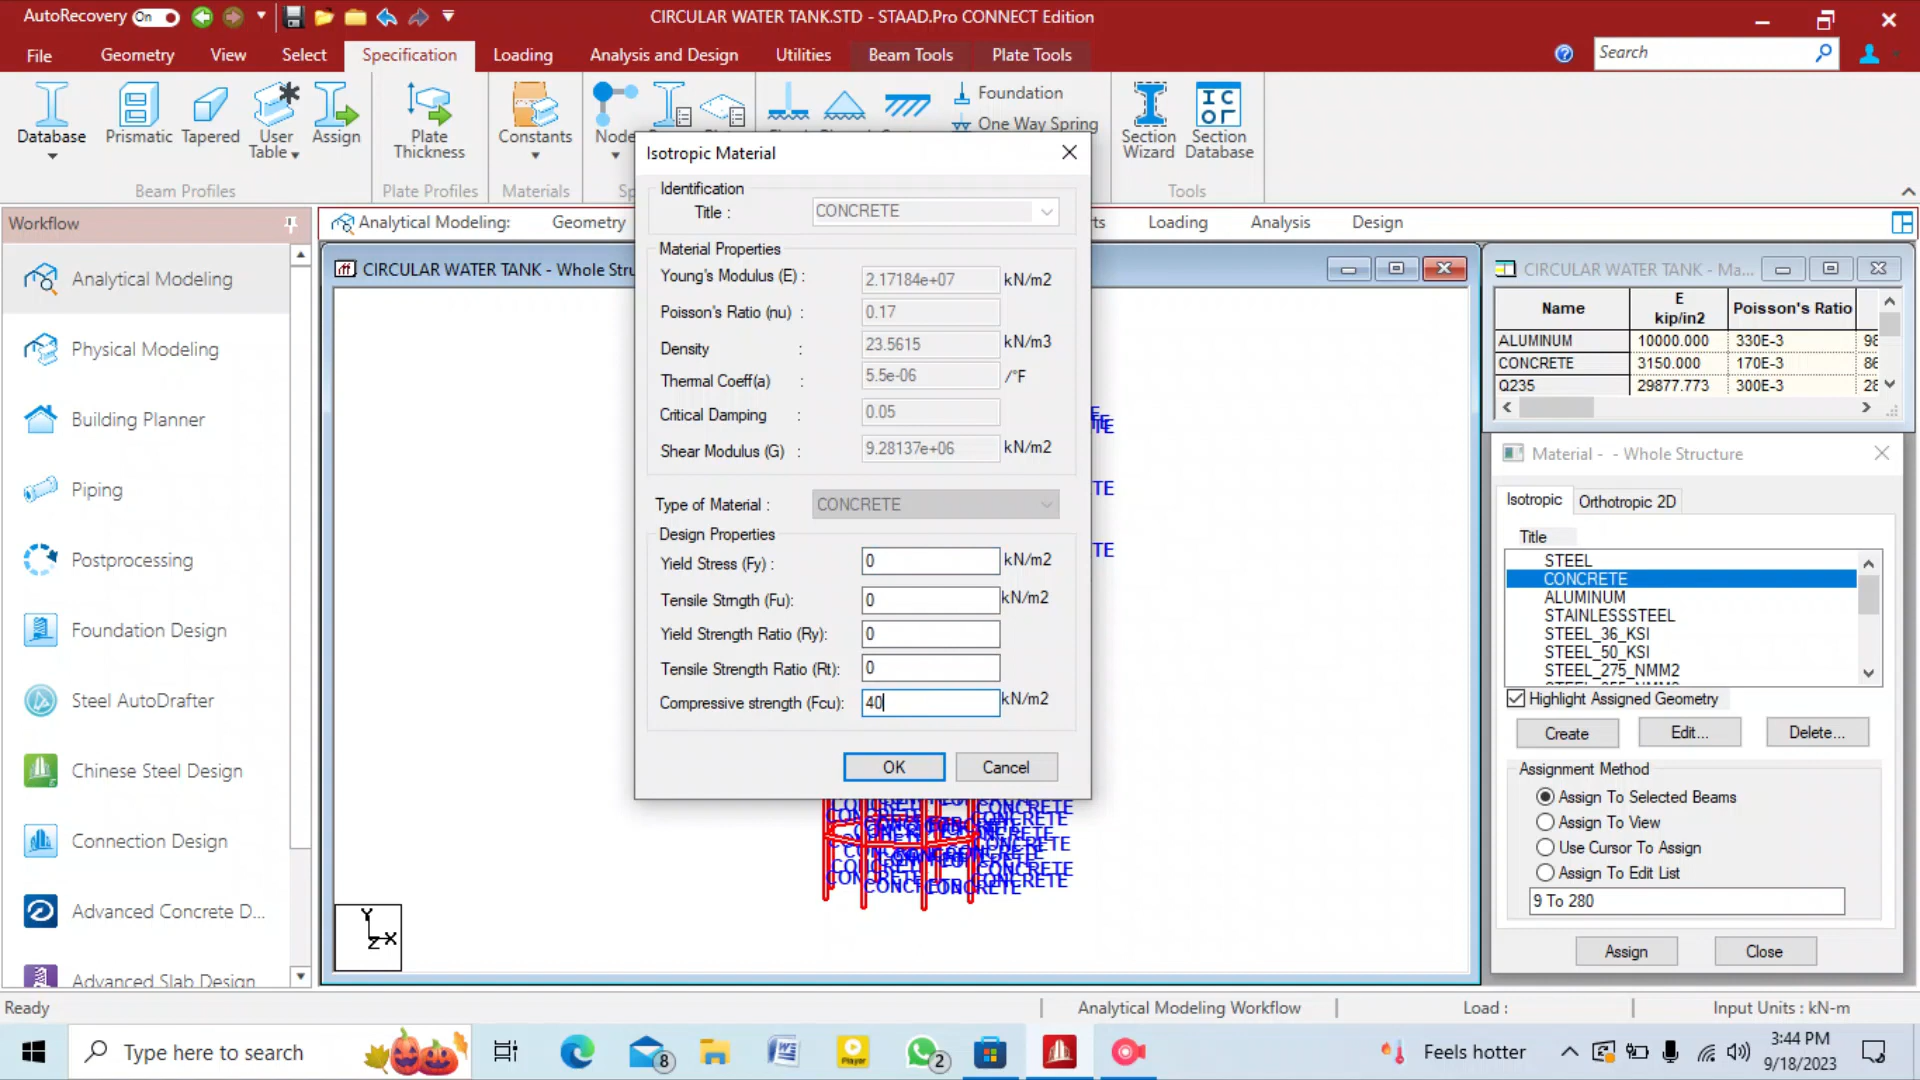 AutoRecovery On
CIRCULAR WATER TANK.STD - STAAD.Pro CONNECT Edition
File Geometry View Select Specification Loading Analysis and Design Utilities Beam Tools Plate Tools
Search
Database Prismatic Tapered User Table Assign
Beam Profiles
Plate Thickness
Plate Profiles
Constants
Materials
Node
Foundation
One Way Spring
Section Wizard
Section Database
Tools
Workflow
Analytical Modeling
Physical Modeling
Building Planner
Piping
Postprocessing
Foundation Design
Steel AutoDrafter
Chinese Steel Design
Connection Design
Advanced Concrete D...
Advanced Slab Design
Analytical Modeling: Geometry Loading Analysis Design
CIRCULAR WATER TANK - Whole Stru
Isotropic Material
Identification
Title : CONCRETE
Material Properties
Young's Modulus (E) : 2.17184e+07 kN/m2
Poisson's Ratio (nu) : 0.17
Density : 23.5615 kN/m3
Thermal Coeff(a) : 5.5e-06 /°F
Critical Damping : 0.05
Shear Modulus (G) : 9.28137e+06 kN/m2
Type of Material : CONCRETE
Design Properties
Yield Stress (Fy) : 0 kN/m2
Tensile Strngth (Fu): 0 kN/m2
Yield Strength Ratio (Ry): 0
Tensile Strength Ratio (Rt): 0
Compressive strength (Fcu): 40 kN/m2
OK Cancel
CONCRETE
CONCRETE
CONCRETE
CONCRETE
CONCRETE
CONCRETE
Y
Z X
CIRCULAR WATER TANK - Ma...
Name E kip/in2 Poisson's Ratio
ALUMINUM 10000.000 330E-3
CONCRETE 3150.000 170E-3
Q235 29877.773 300E-3
Material - - Whole Structure
Isotropic Orthotropic 2D
Title
STEEL
CONCRETE
ALUMINUM
STAINLESSSTEEL
STEEL_36_KSI
STEEL_50_KSI
STEEL_275_NMM2
Highlight Assigned Geometry
Create Edit... Delete...
Assignment Method
Assign To Selected Beams
Assign To View
Use Cursor To Assign
Assign To Edit List
9 To 280
Assign Close
Ready
Analytical Modeling Workflow Load : Input Units : kN-m
Type here to search
8
Player
2
Feels hotter
3:44 PM
9/18/2023